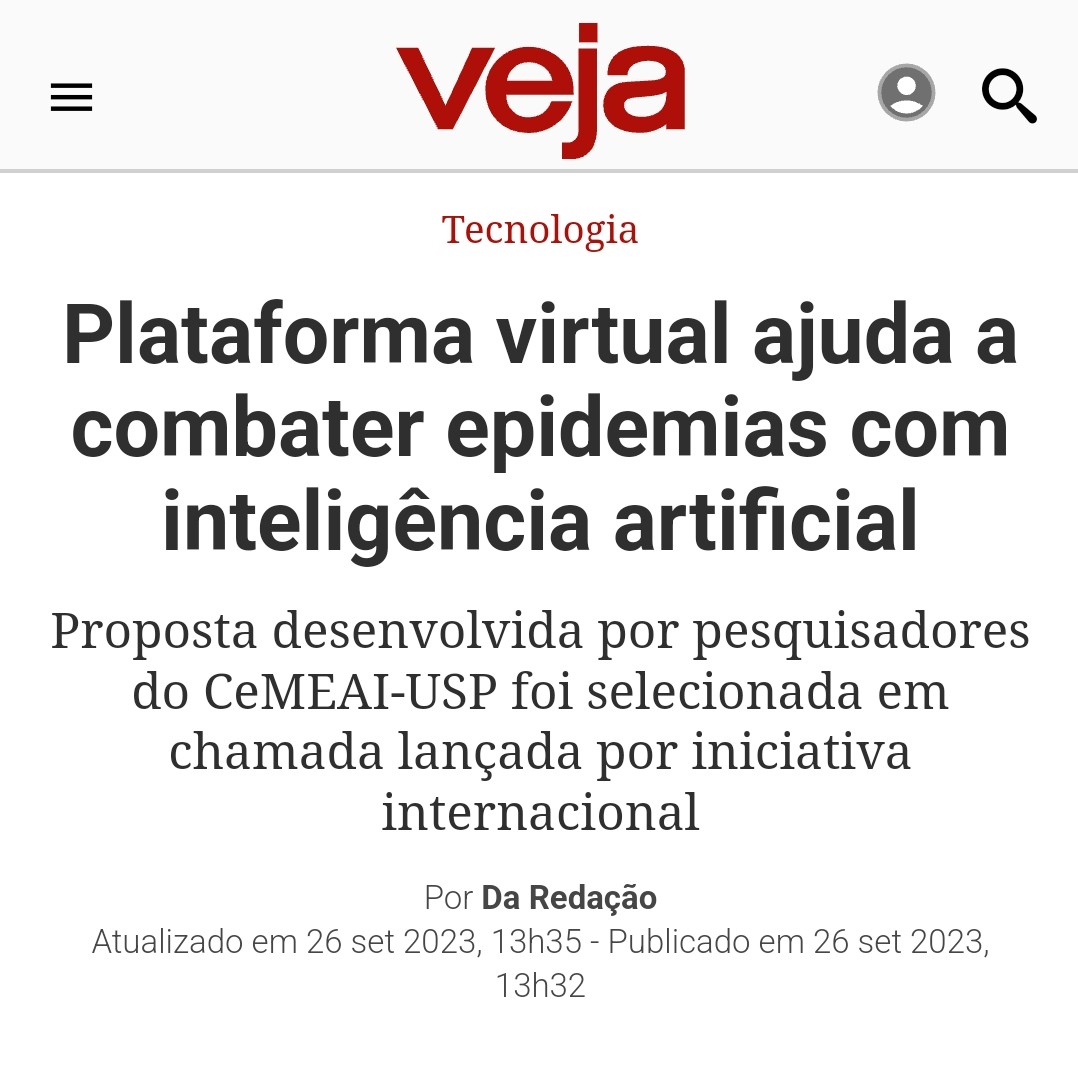 veja
Tecnologia
Plataforma virtual ajuda a
combater epidemias com
inteligência artificial
Proposta desenvolvida por pesquisadores
do CeMEAI-USP foi selecionada em
chamada lançada por iniciativa
internacional
Por Da Redação
Atualizado em 26 set 2023, 13h35 - Publicado em 26 set 2023,
13h32